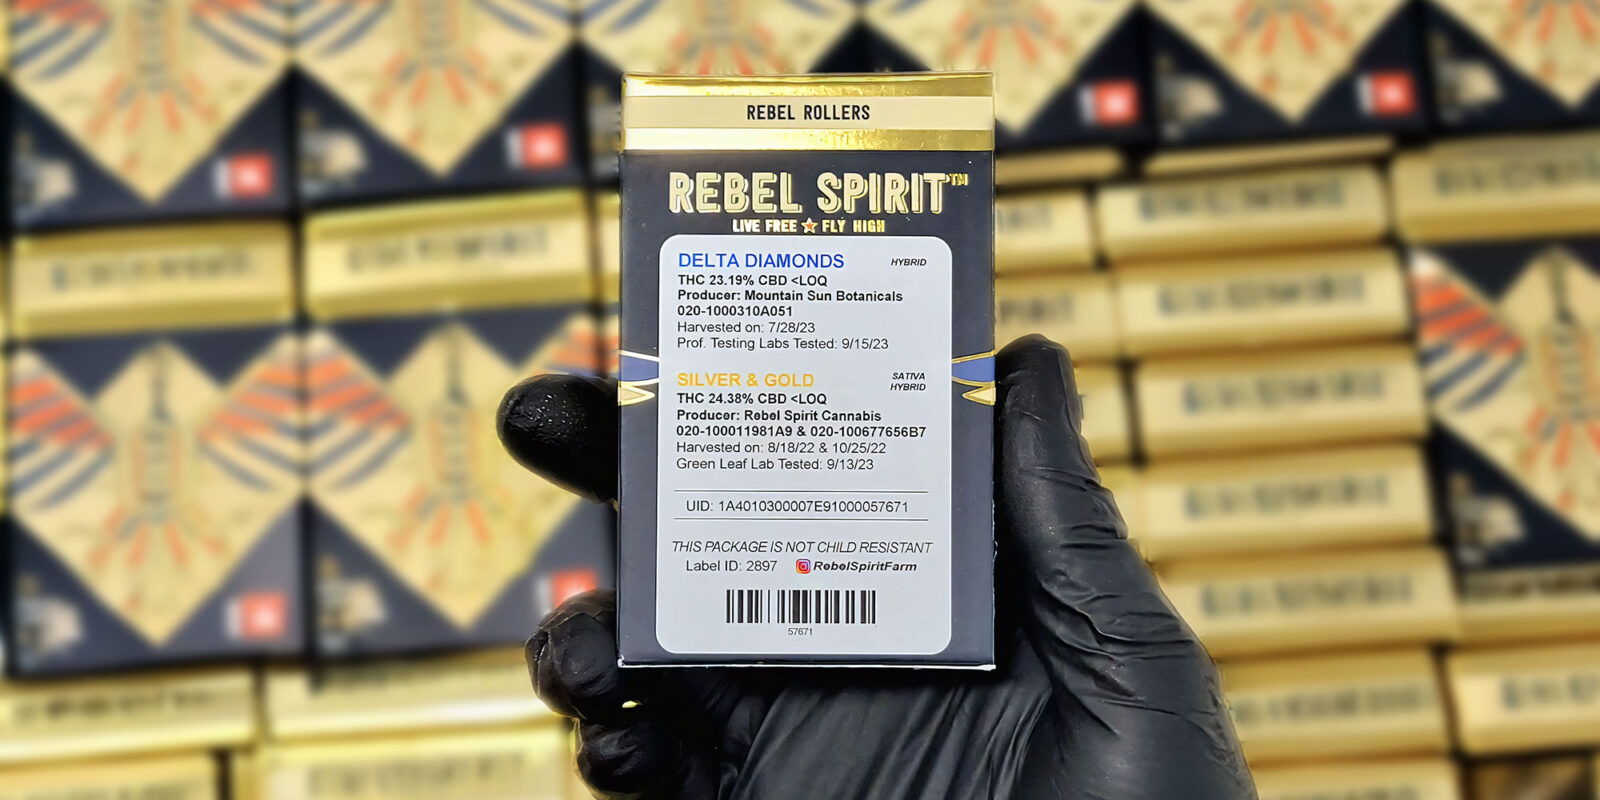 REBEL ROLLERS
REBEL SPIRIT™
LIVE FREE ★ FLY HIGH
DELTA DIAMONDS HYBRID
THC 23.19% CBD <LOQ
Producer: Mountain Sun Botanicals
020-1000310A051
Harvested on: 7/28/23
Prof. Testing Labs Tested: 9/15/23
SILVER & GOLD SATIVA
HYBRID
THC 24.38% CBD <LOQ
Producer: Rebel Spirit Cannabis
020-100011981A9 & 020-100677656B7
Harvested on: 8/18/22 & 10/25/22
Green Leaf Lab Tested: 9/13/23
UID: 1A4010300007E91000057671
THIS PACKAGE IS NOT CHILD RESISTANT
Label ID: 2897 RebelSpiritFarm
57671